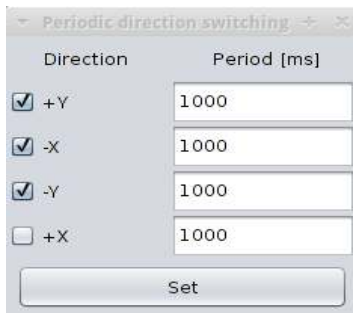 Periodic direction switching
Direction Period [ms]
+Y 1000
-X 1000
-Y 1000
+X 1000
Set